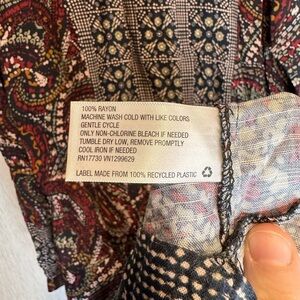 100% RAYON
MACHINE WASH COLD WITH LIKE COLORS
GENTLE CYCLE
ONLY NON-CHLORINE BLEACH IF NEEDED
TUMBLE DRY LOW, REMOVE PROMPTLY
COOL IRON IF NEEDED
RN17730 VN1299629
LABEL MADE FROM 100% RECYCLED PLASTIC